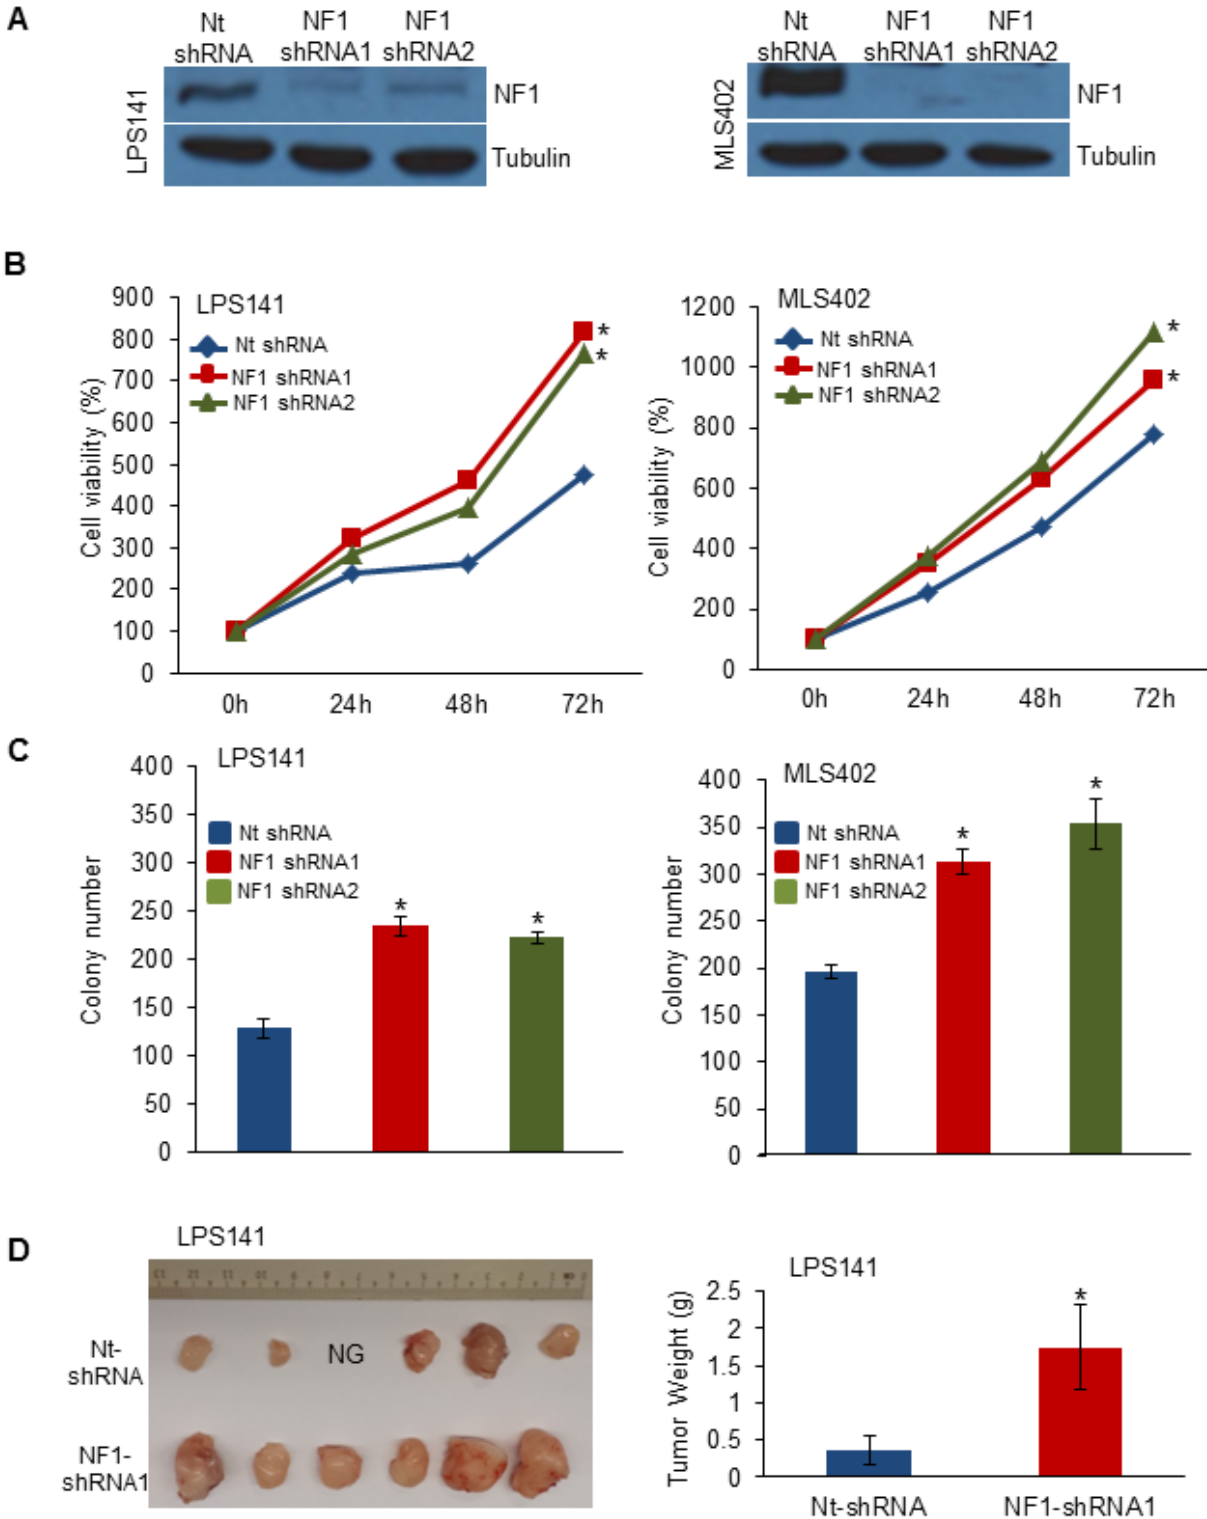 A
Nt
shRNA
NF1
shRNA1
NF1
shRNA2
LPS141
NF1
Tubulin
Nt
shRNA
NF1
shRNA1
NF1
shRNA2
MLS402
NF1
Tubulin
B
LPS141
Nt shRNA
NF1 shRNA1
NF1 shRNA2
Cell viability (%)
900
800
700
600
500
400
300
200
100
0
0h 24h 48h 72h
*
*
MLS402
Nt shRNA
NF1 shRNA1
NF1 shRNA2
Cell viability (%)
1200
1000
800
600
400
200
0
0h 24h 48h 72h
*
*
C
LPS141
Nt shRNA
NF1 shRNA1
NF1 shRNA2
Colony number
400
350
300
250
200
150
100
50
0
* *
MLS402
Nt shRNA
NF1 shRNA1
NF1 shRNA2
Colony number
400
350
300
250
200
150
100
50
0
*
*
D
LPS141
Nt-
shRNA
NG
NF1-
shRNA1
LPS141
Tumor Weight (g)
2.5
2
1.5
1
0.5
0
*
Nt-shRNA NF1-shRNA1